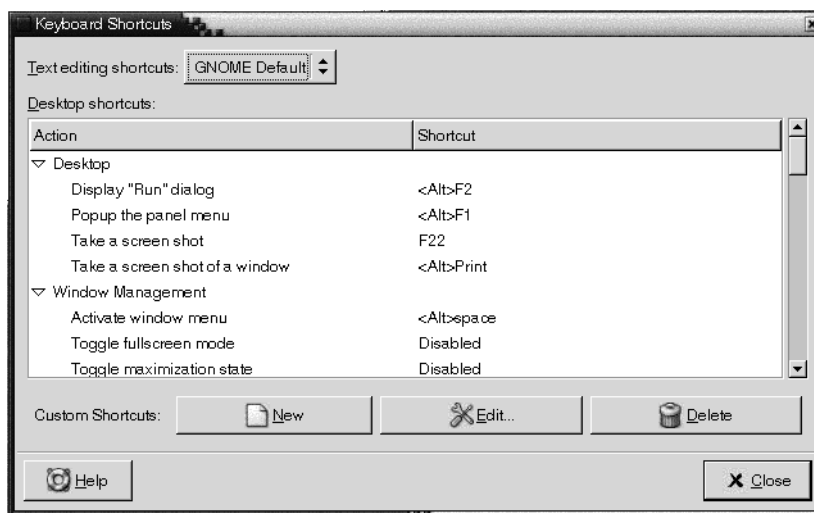 Keyboard Shortcuts
Text editing shortcuts: GNOME Default
Desktop shortcuts:
Action Shortcut
Desktop
Display "Run" dialog <Alt>F2
Popup the panel menu <Alt>F1
Take a screen shot F22
Take a screen shot of a window <Alt>Print
Window Management
Activate window menu <Alt>space
Toggle fullscreen mode Disabled
Toggle maximization state Disabled
Custom Shortcuts: New Edit... Delete
Help Close